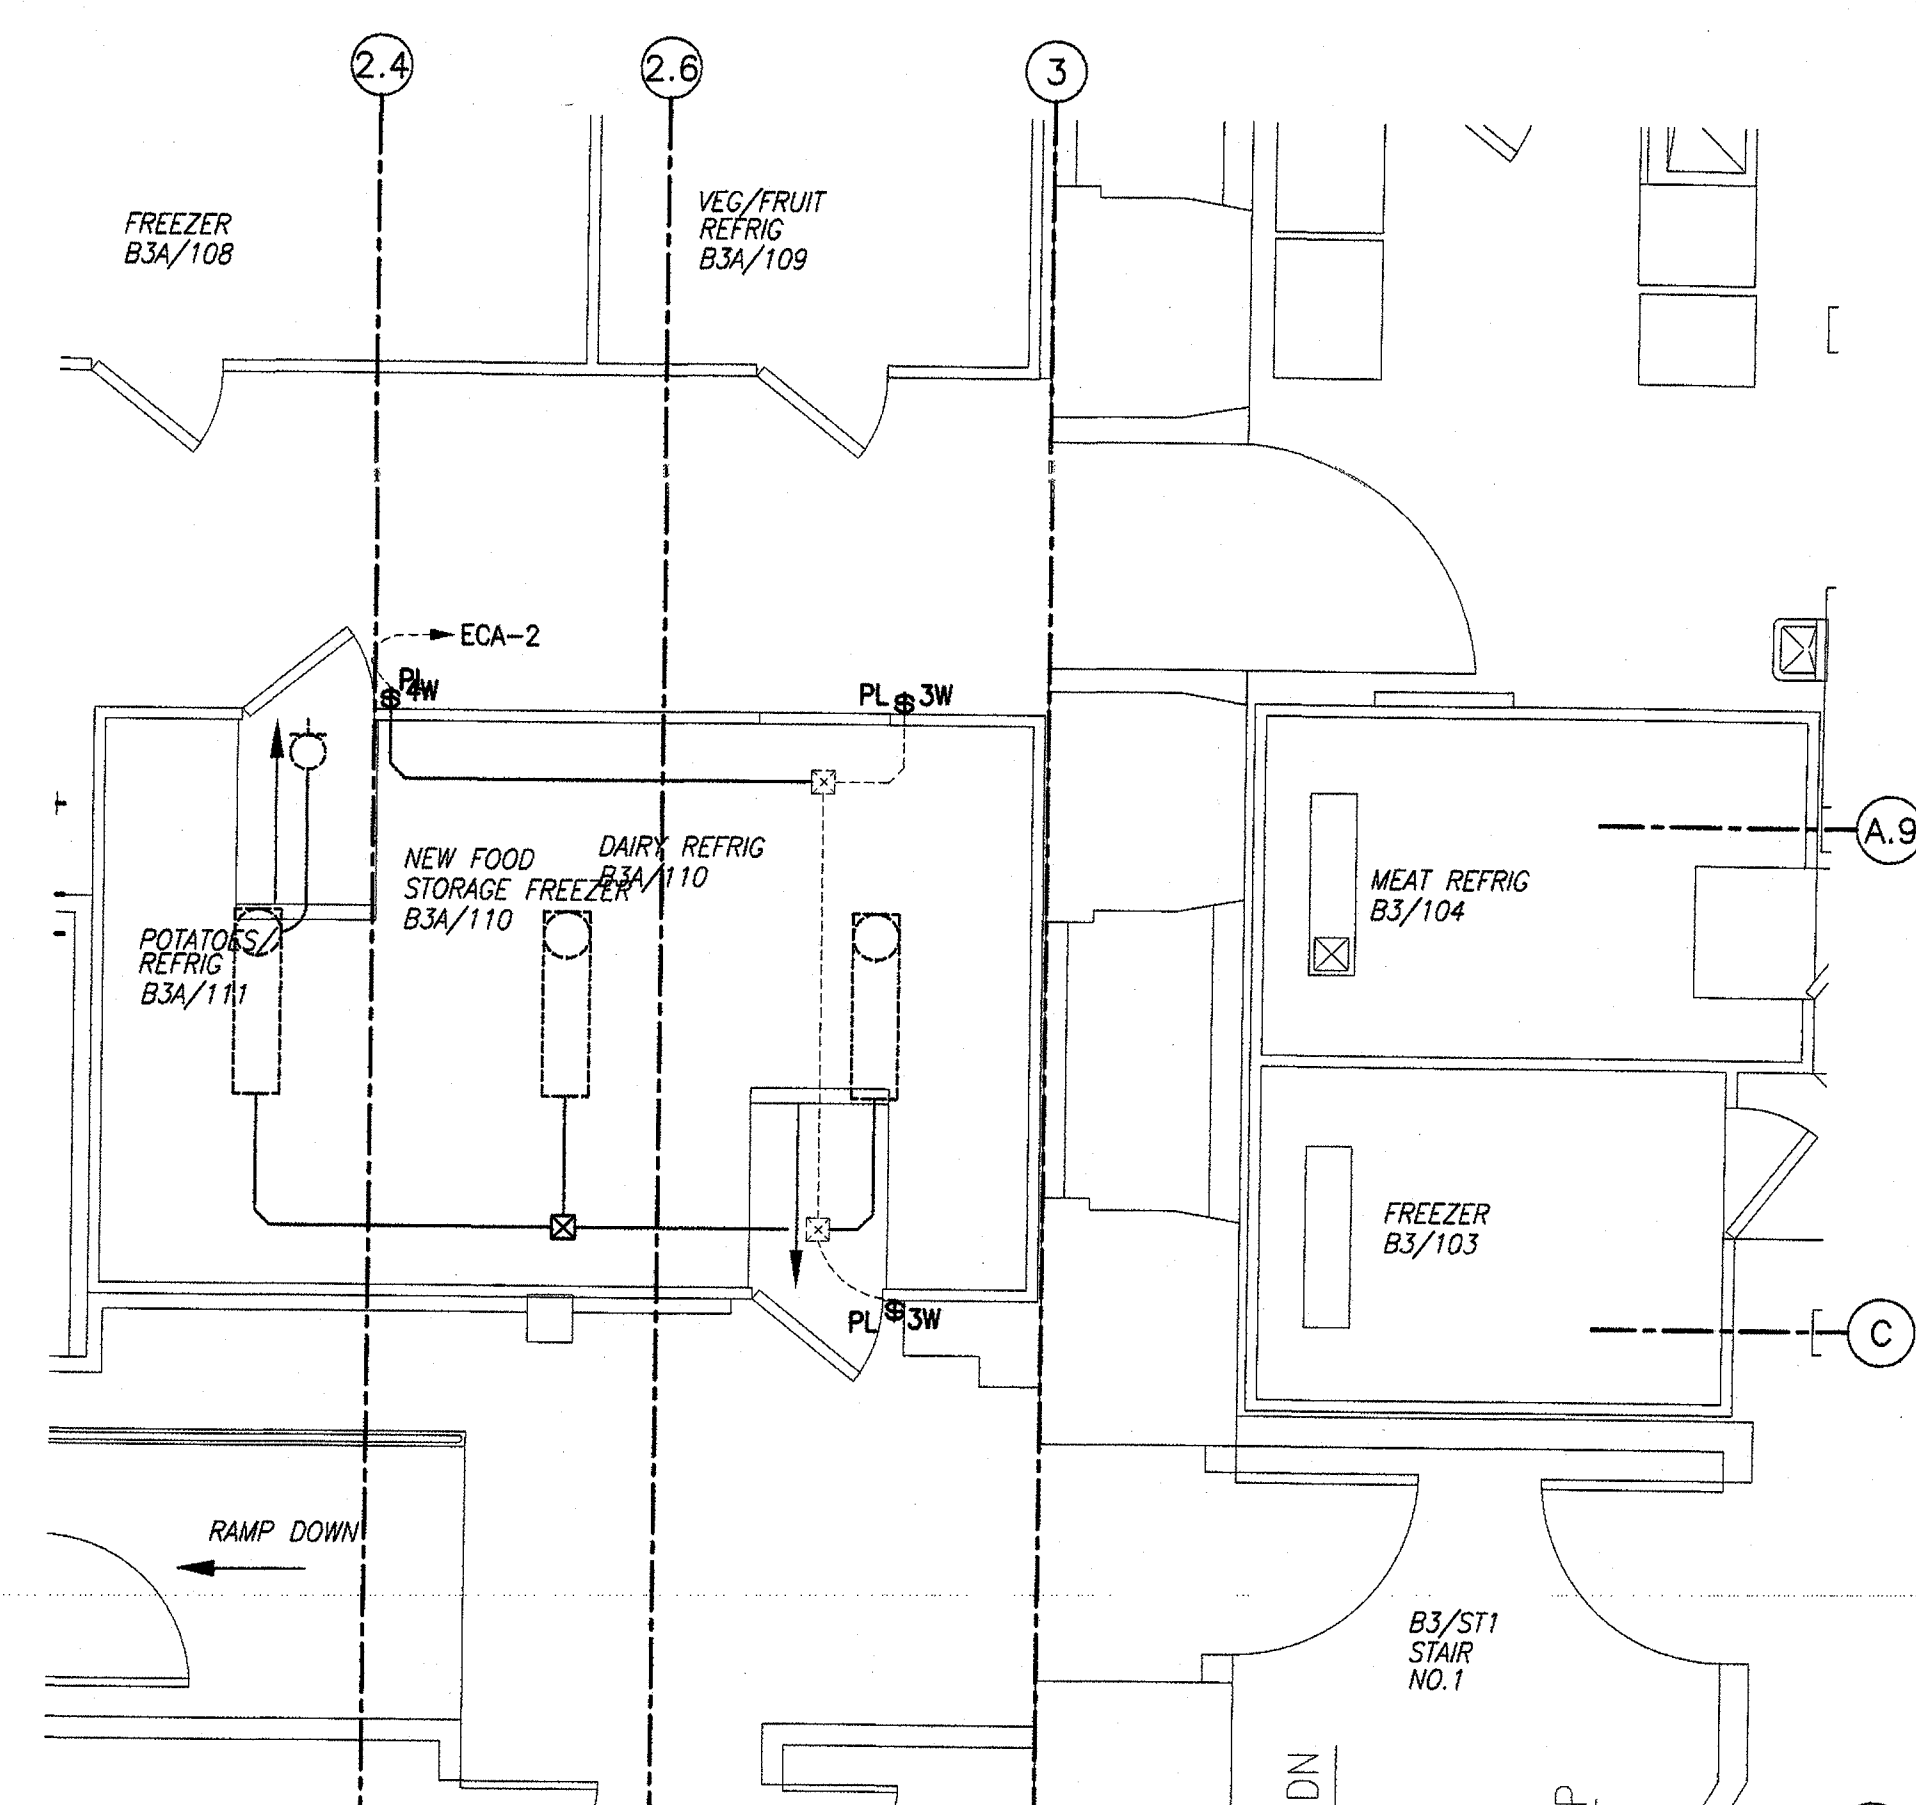 2.4
2.6
3
FREEZER
B3A/108
VEG/FRUIT
REFRIG
B3A/109
ECA-2
PL
4W
PL $ 3W
A.9
NEW FOOD
STORAGE FREEZER
B3A/110
DAIRY REFRIG
B3A/110
MEAT REFRIG
B3/104
POTATOES/
REFRIG
B3A/111
FREEZER
B3/103
C
PL $ 3W
RAMP DOWN
B3/ST1
STAIR
NO.1
DN